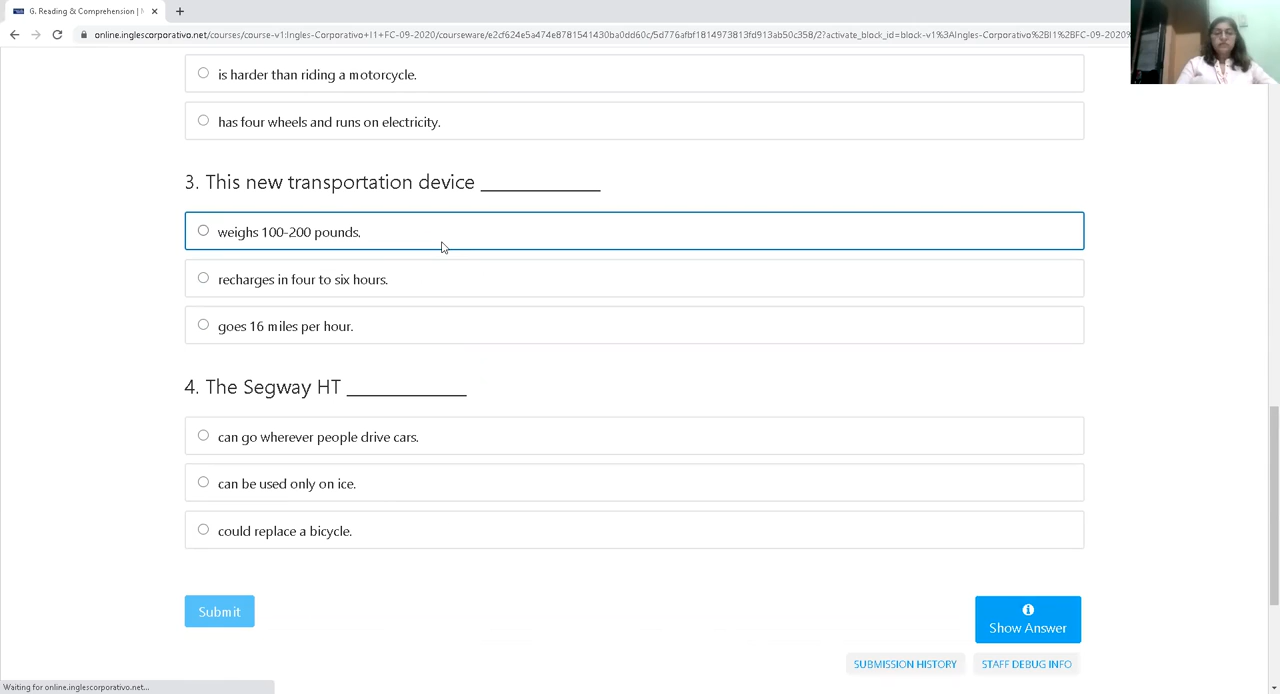 G. Reading & Comprehension |
online.inglescorporativo.net/courses/course-v1:Ingles-Corporativo+I1+FC-09-2020/courseware/e2cf624cba474e8781541430ba0dd60c/5d776afbf1814973813fd913ab50c358/2?activate_block_id=block-v1%3AIngles-Corporativo%2BI1%2BFC-09-2020%
is harder than riding a motorcycle.
has four wheels and runs on electricity.
3. This new transportation device ____________
weighs 100-200 pounds.
recharges in four to six hours.
goes 16 miles per hour.
4. The Segway HT ____________
can go wherever people drive cars.
can be used only on ice.
could replace a bicycle.
Submit
Show Answer
SUBMISSION HISTORY
STAFF DEBUG INFO
Waiting for online.inglescorporativo.net...